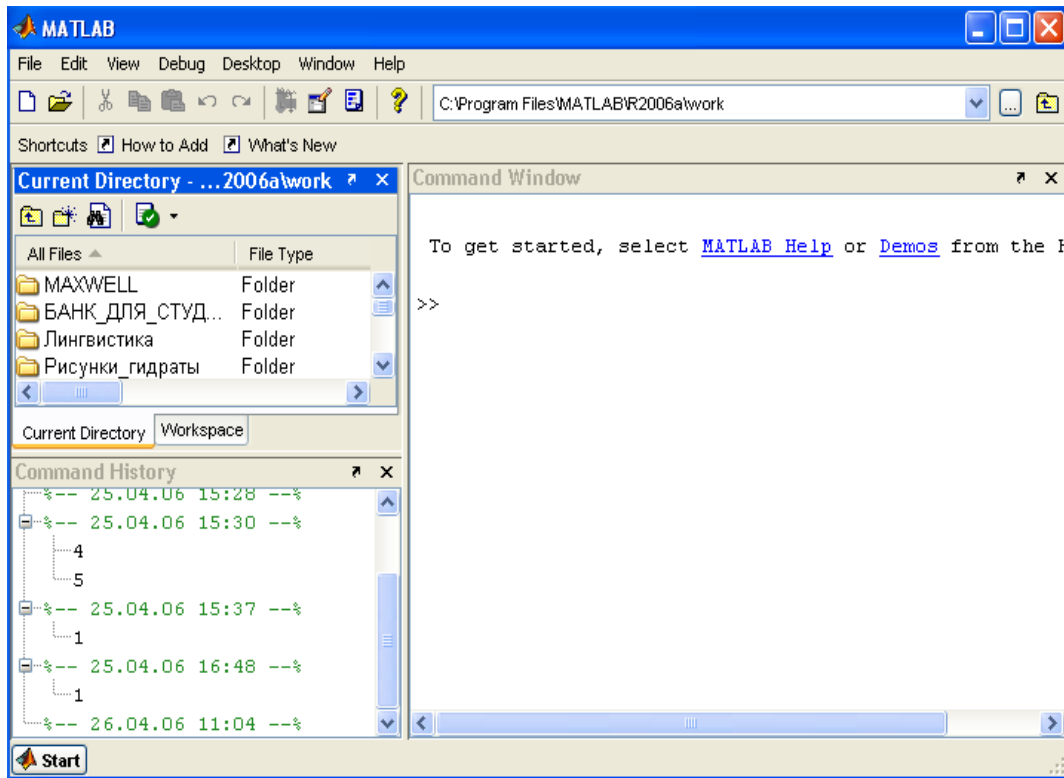 MATLAB
File Edit View Debug Desktop Window Help
C:\Program Files\MATLAB\R2006a\work
...
Shortcuts How to Add What's New
Current Directory - ...2006a\work
All Files File Type
MAXWELL Folder
БАНК_ДЛЯ_СТУД... Folder
Лингвистика Folder
Рисунки_гидраты Folder
Current Directory Workspace
Command History
%-- 25.04.06 15:28 --%
%-- 25.04.06 15:30 --%
4
5
%-- 25.04.06 15:37 --%
1
%-- 25.04.06 16:48 --%
1
%-- 26.04.06 11:04 --%
Command Window
To get started, select MATLAB Help or Demos from the
>>
Start